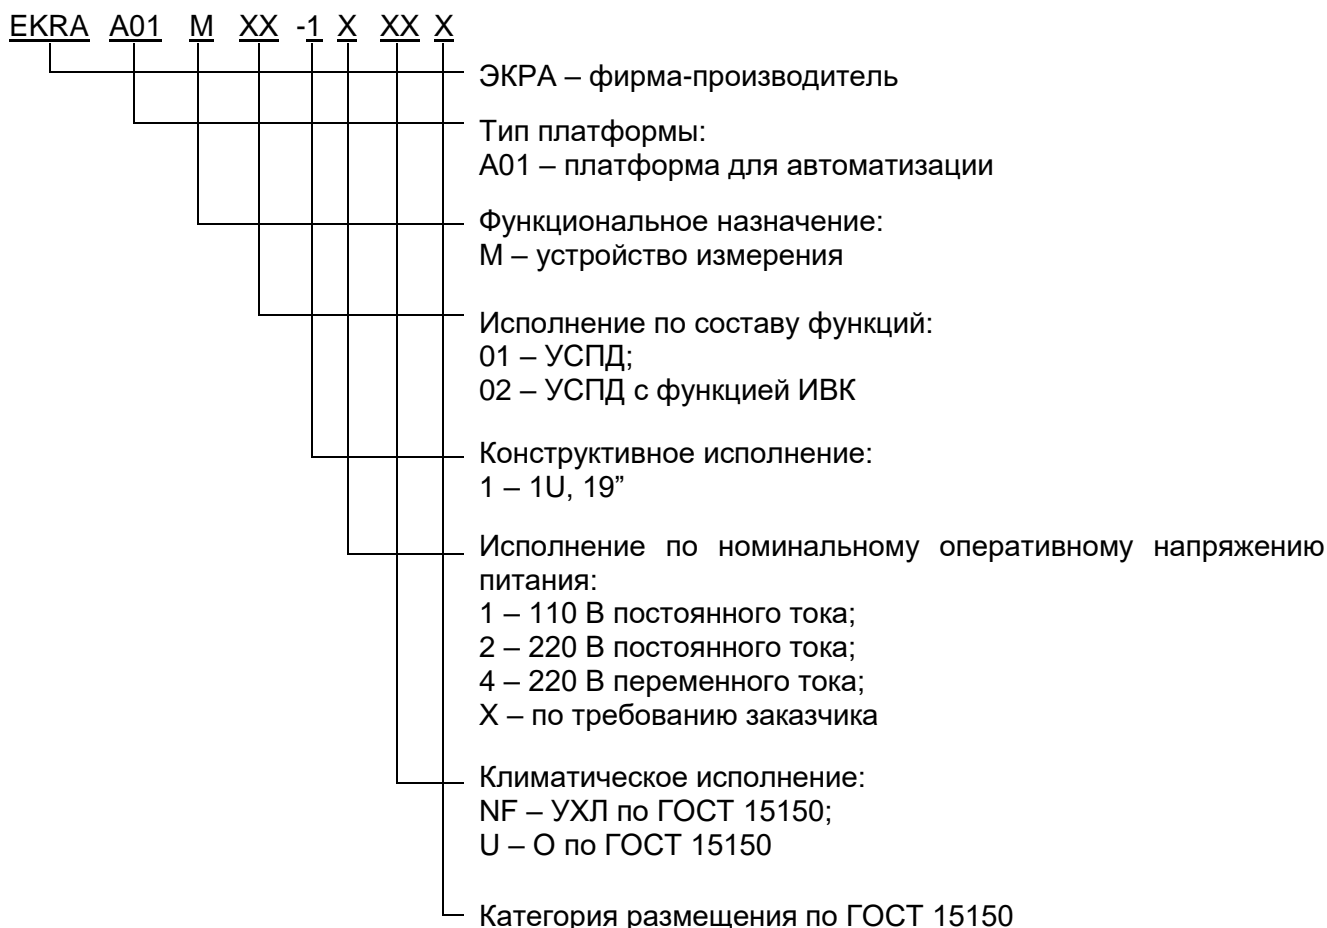 EKRA A01 M XX -1 X XX X
ЭКРА – фирма-производитель
Тип платформы:
А01 – платформа для автоматизации
Функциональное назначение:
М – устройство измерения
Исполнение по составу функций:
01 – УСПД;
02 – УСПД с функцией ИВК
Конструктивное исполнение:
1 – 1U, 19”
Исполнение по номинальному оперативному напряжению
питания:
1 – 110 В постоянного тока;
2 – 220 В постоянного тока;
4 – 220 В переменного тока;
Х – по требованию заказчика
Климатическое исполнение:
NF – УХЛ по ГОСТ 15150;
U – О по ГОСТ 15150
Категория размещения по ГОСТ 15150